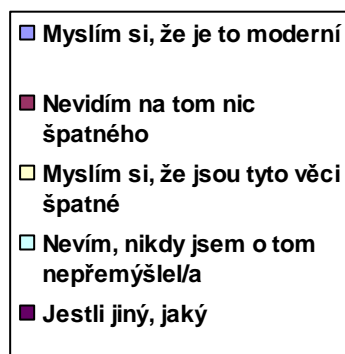 Myslím si, že je to moderní
Nevidím na tom nic
špatného
Myslím si, že jsou tyto věci
špatné
Nevím, nikdy jsem o tom
nepřemýšlel/a
Jestli jiný, jaký